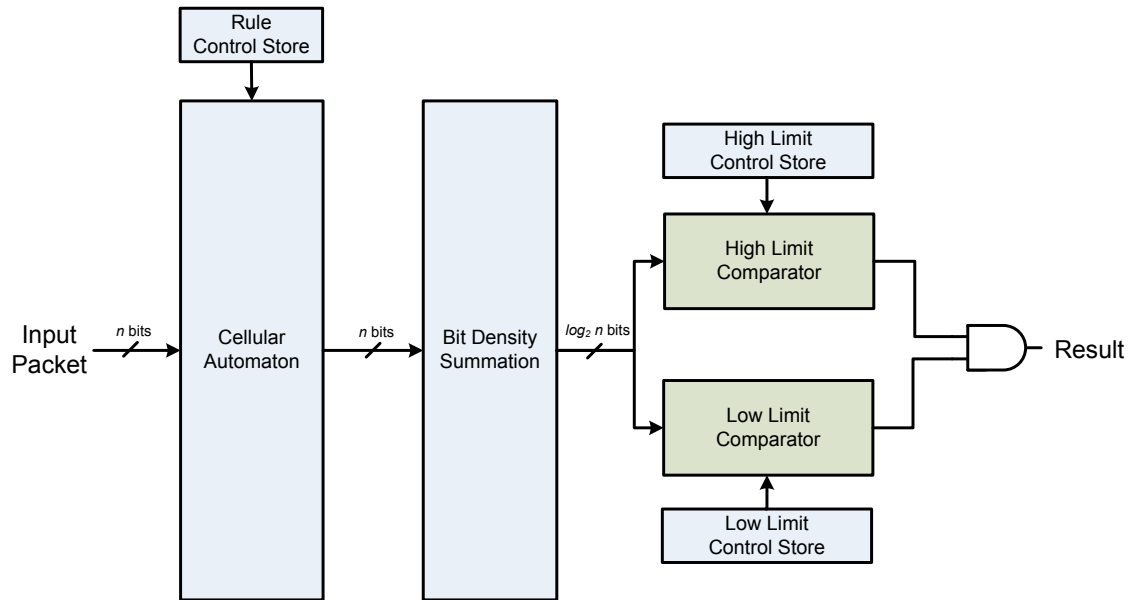 Rule
Control Store
High Limit
Control Store
High Limit
Comparator
Input
Packet
n bits
Cellular
Automaton
n bits
Bit Density
Summation
log₂ n bits
Result
Low Limit
Comparator
Low Limit
Control Store